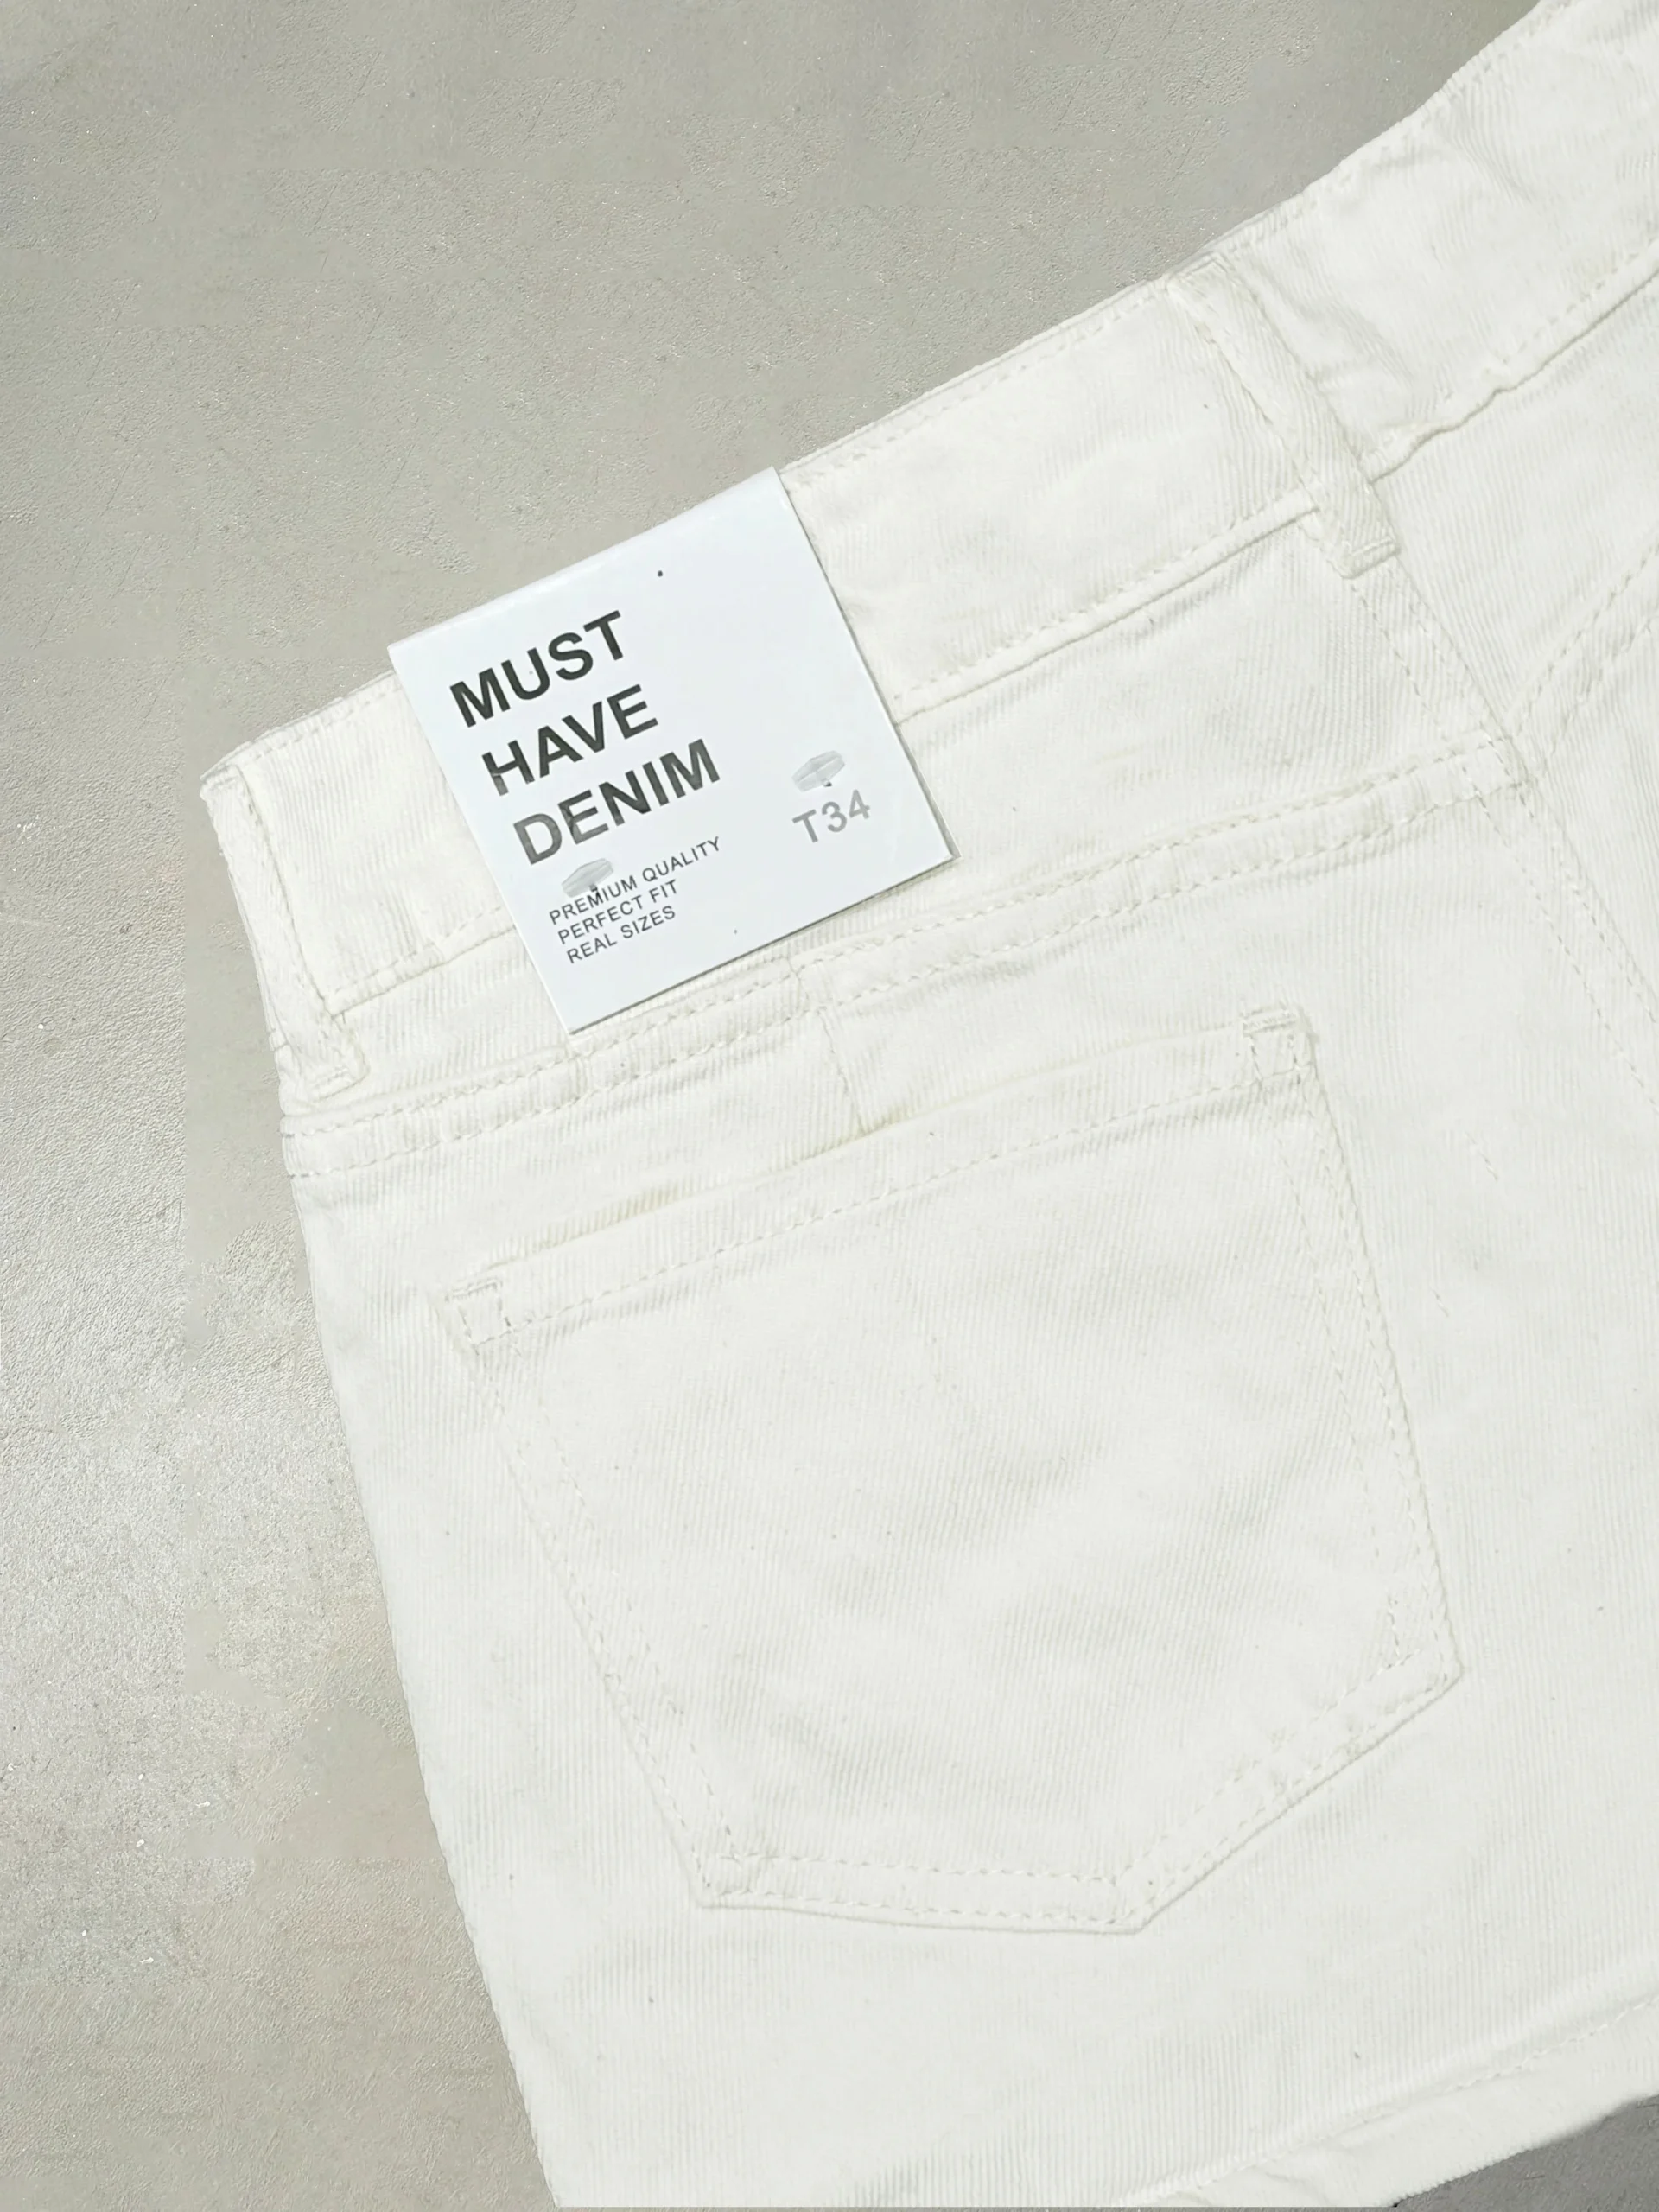 MUST
HAVE
DENIM
T34
PREMIUM QUALITY
PERFECT FIT
REAL SIZES